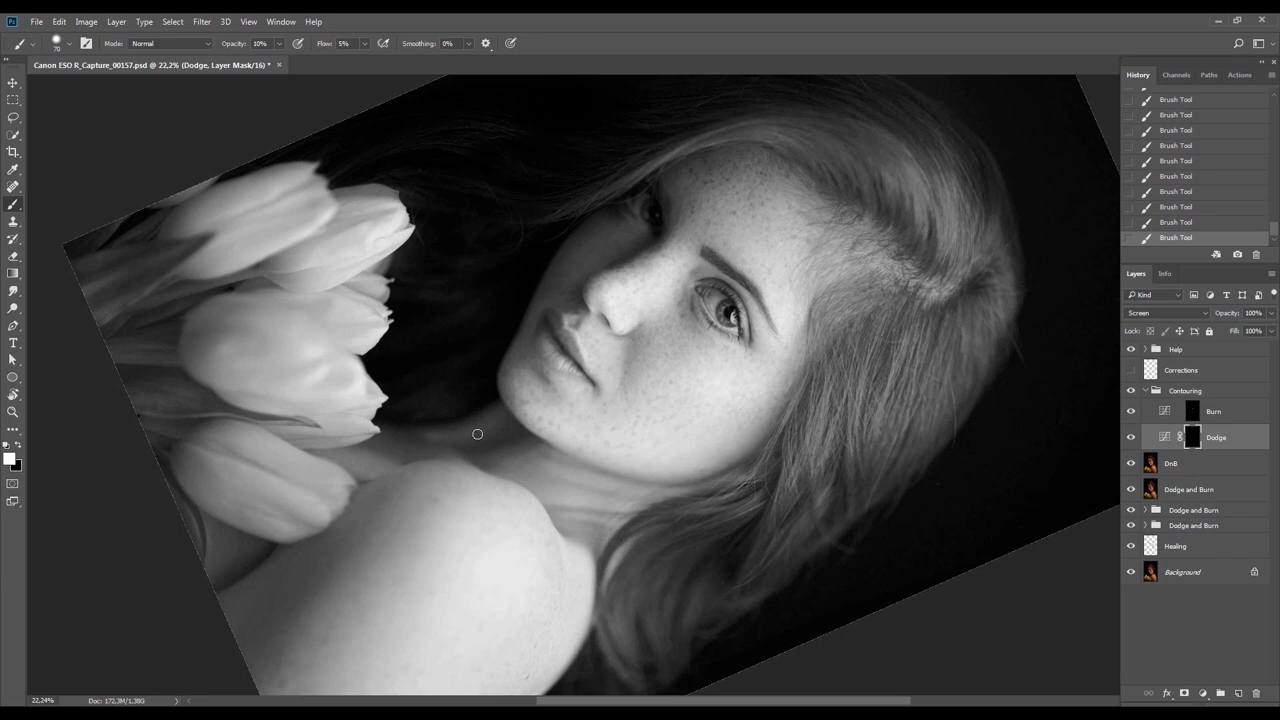 Ps File Edit Image Layer Type Select Filter 3D View Window Help
70 Mode: Normal Opacity: 10% Flow: 5% Smoothing: 0%
Canon ESO R_Capture_00157.psd @ 22,2% (Dodge, Layer Mask/16) * ×
History Channels Paths Actions
Brush Tool
Brush Tool
Brush Tool
Brush Tool
Brush Tool
Brush Tool
Brush Tool
Brush Tool
Brush Tool
Brush Tool
Layers Info
Kind
Screen Opacity: 100%
Lock: Fill: 100%
Help
Corrections
Contouring
Burn
Dodge
DnB
Dodge and Burn
Dodge and Burn
Dodge and Burn
Healing
Background
22,24% Doc: 172,3M/1,38G